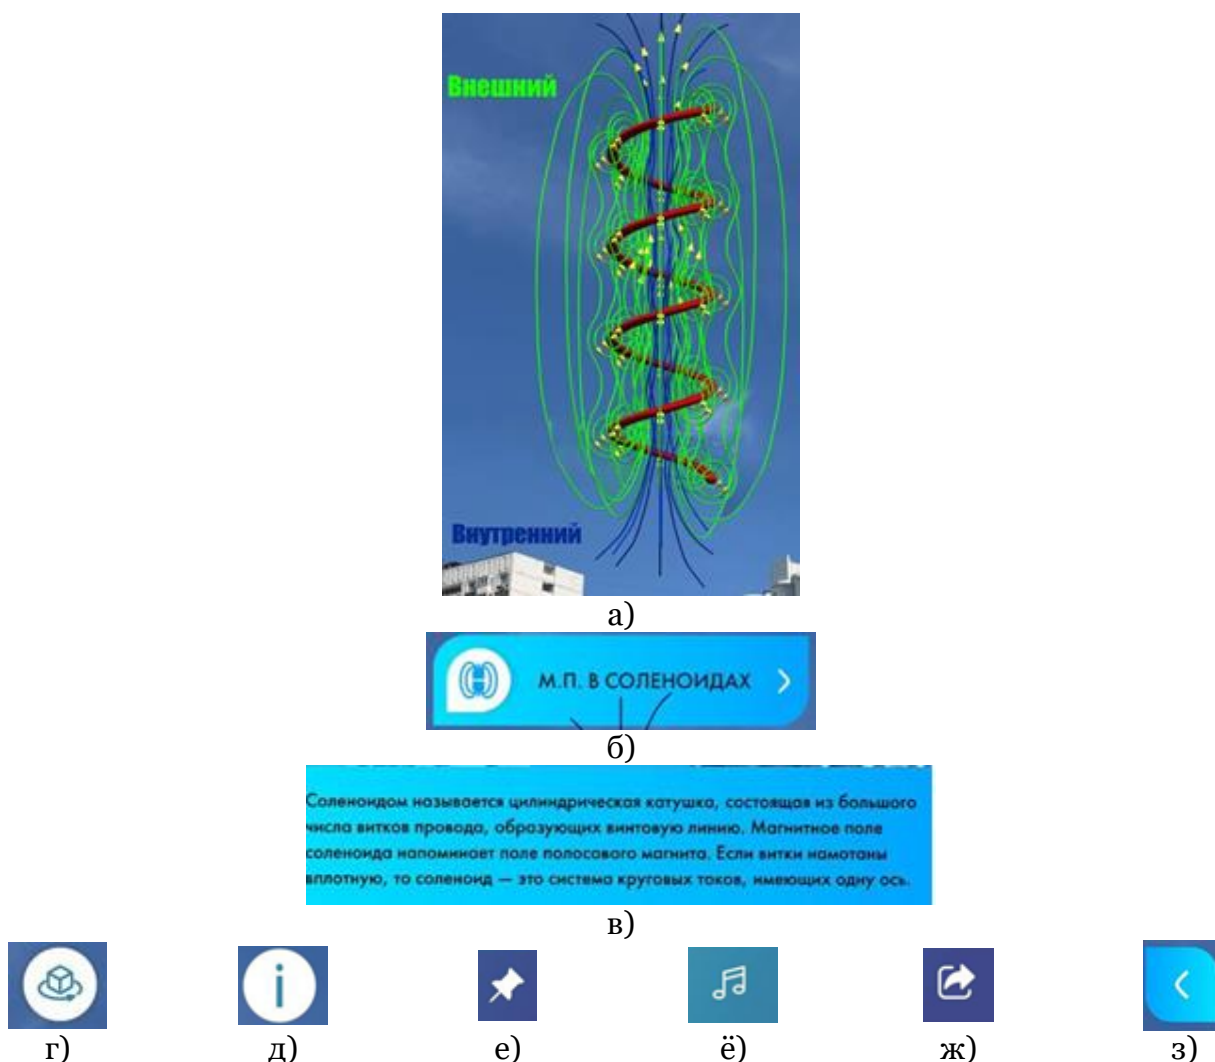 Внешний
Внутренний
а)
М.П. В СОЛЕНОИДАХ
б)
Соленоидом называется цилиндрическая катушка, состоящая из большого
числа витков провода, образующих винтовую линию. Магнитное поле
соленоида напоминает поле полосового магнита. Если витки намотаны
вплотную, то соленоид — это система круговых токов, имеющих одну ось.
в)
i
г) д) е) ё) ж) з)